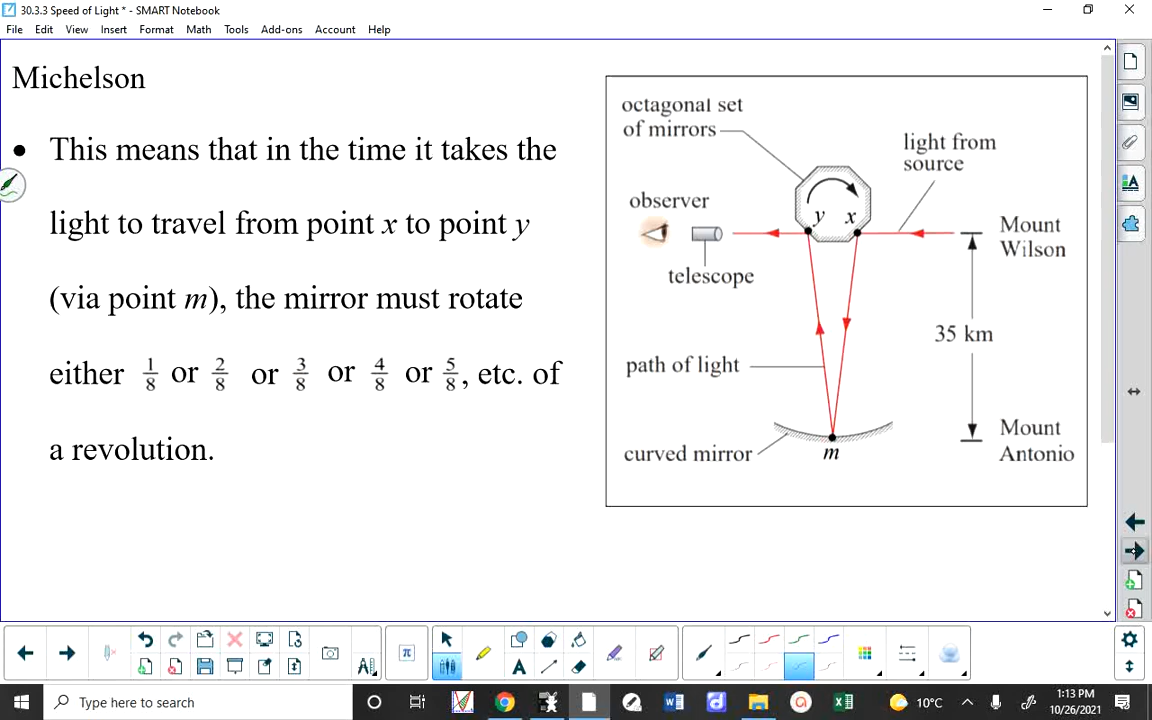 30.3.3 Speed of Light * - SMART Notebook
File Edit View Insert Format Math Tools Add-ons Account Help
Michelson
• This means that in the time it takes the
light to travel from point x to point y
(via point m), the mirror must rotate
either 1/8 or 2/8 or 3/8 or 4/8 or 5/8, etc. of
a revolution.
octagonal set
of mirrors
light from
source
observer
y x
Mount
Wilson
telescope
35 km
path of light
curved mirror
m
Mount
Antonio
π
A
A
Type here to search
10°C
1:13 PM
10/26/2021